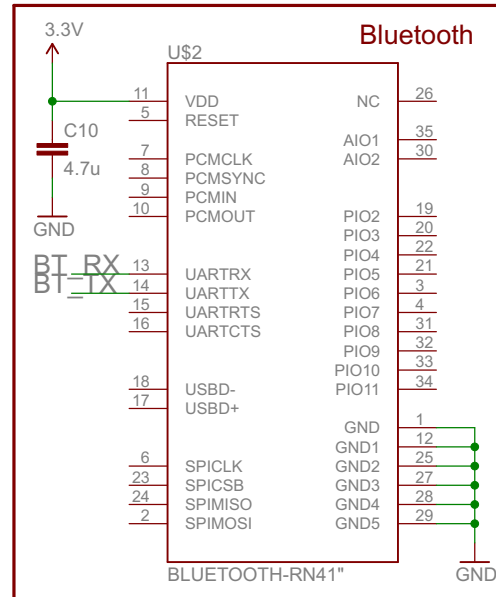 Bluetooth
3.3V
U$2
11 VDD
5 RESET
C10
4.7u
GND
7 PCMCLK
8 PCMSYNC
9 PCMIN
10 PCMOUT
BT_RX
13 UARTRX
BT_TX
14 UARTTX
15 UARTRTS
16 UARTCTS
18 USBD-
17 USBD+
6 SPICLK
23 SPICSB
24 SPIMISO
2 SPIMOSI
NC 26
AIO1 35
AIO2 30
PIO2 19
PIO3 20
PIO4 22
PIO5 21
PIO6 3
PIO7 4
PIO8 31
PIO9 32
PIO10 33
PIO11 34
GND 1
GND1 12
GND2 25
GND3 27
GND4 28
GND5 29
GND
BLUETOOTH-RN41"